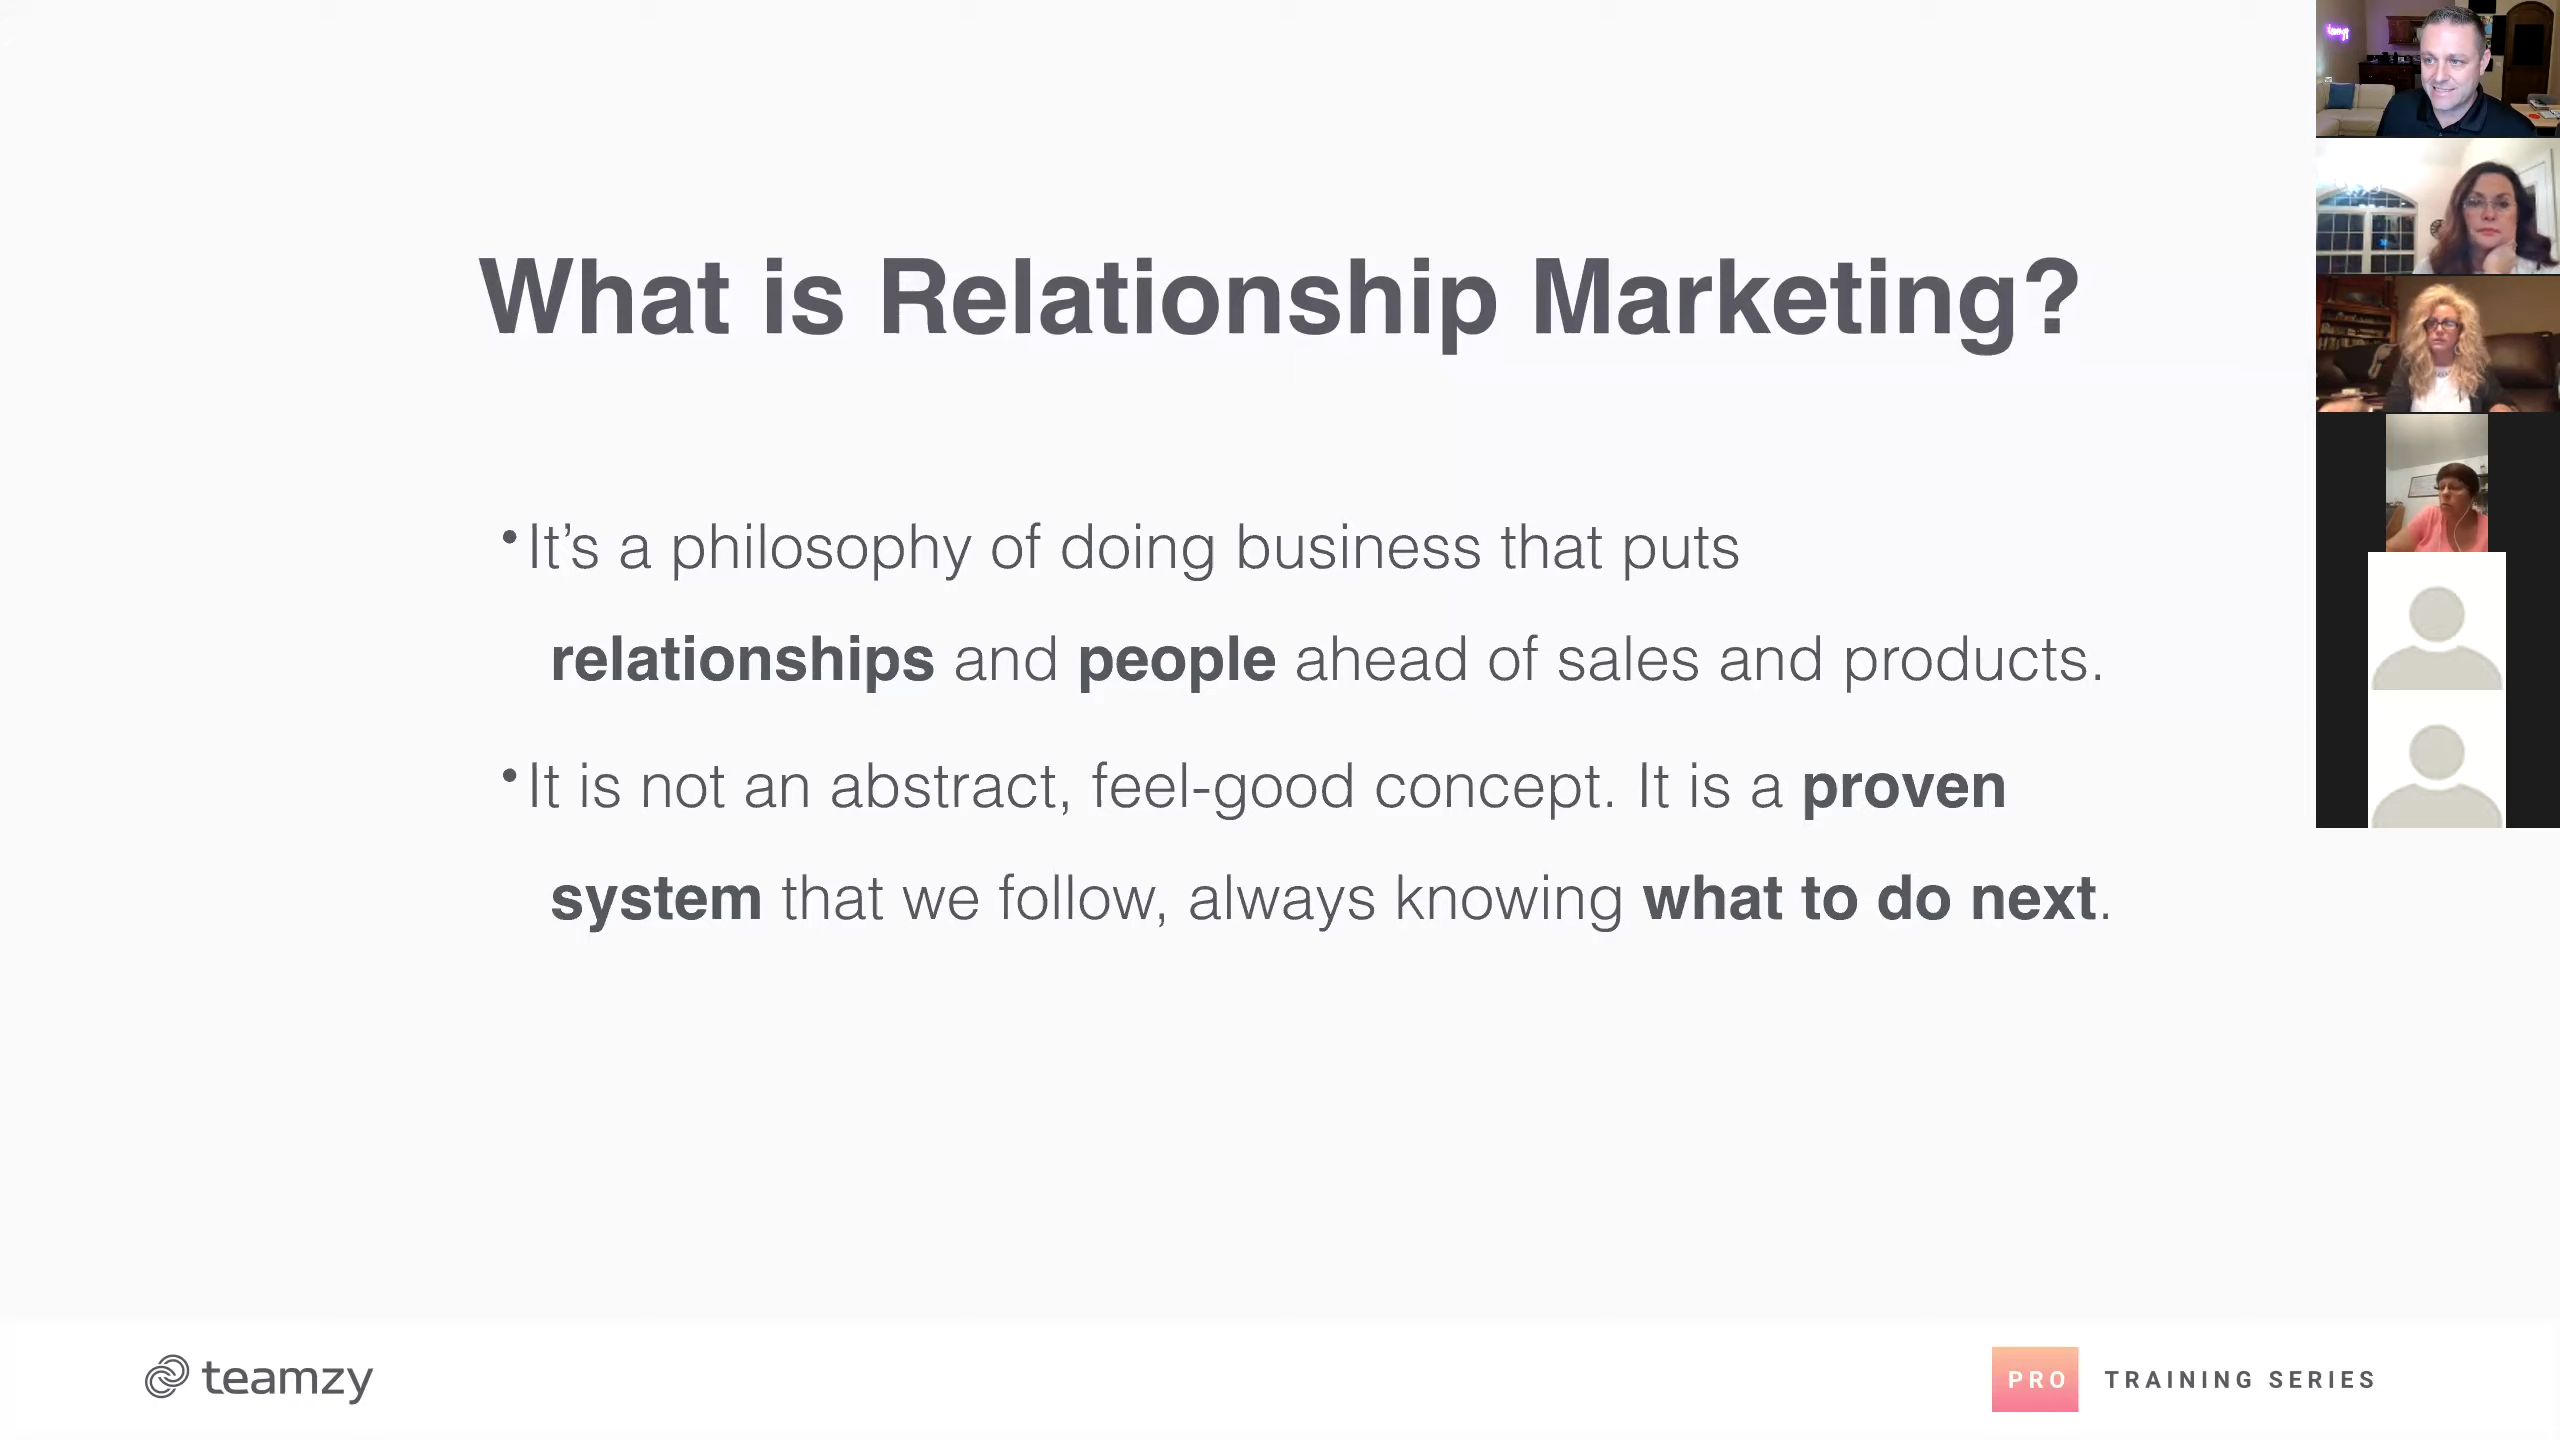 What is Relationship Marketing?
•It’s a philosophy of doing business that puts
relationships and people ahead of sales and products.
•It is not an abstract, feel-good concept. It is a proven
system that we follow, always knowing what to do next.
teamzy
PRO TRAINING SERIES
teamzy